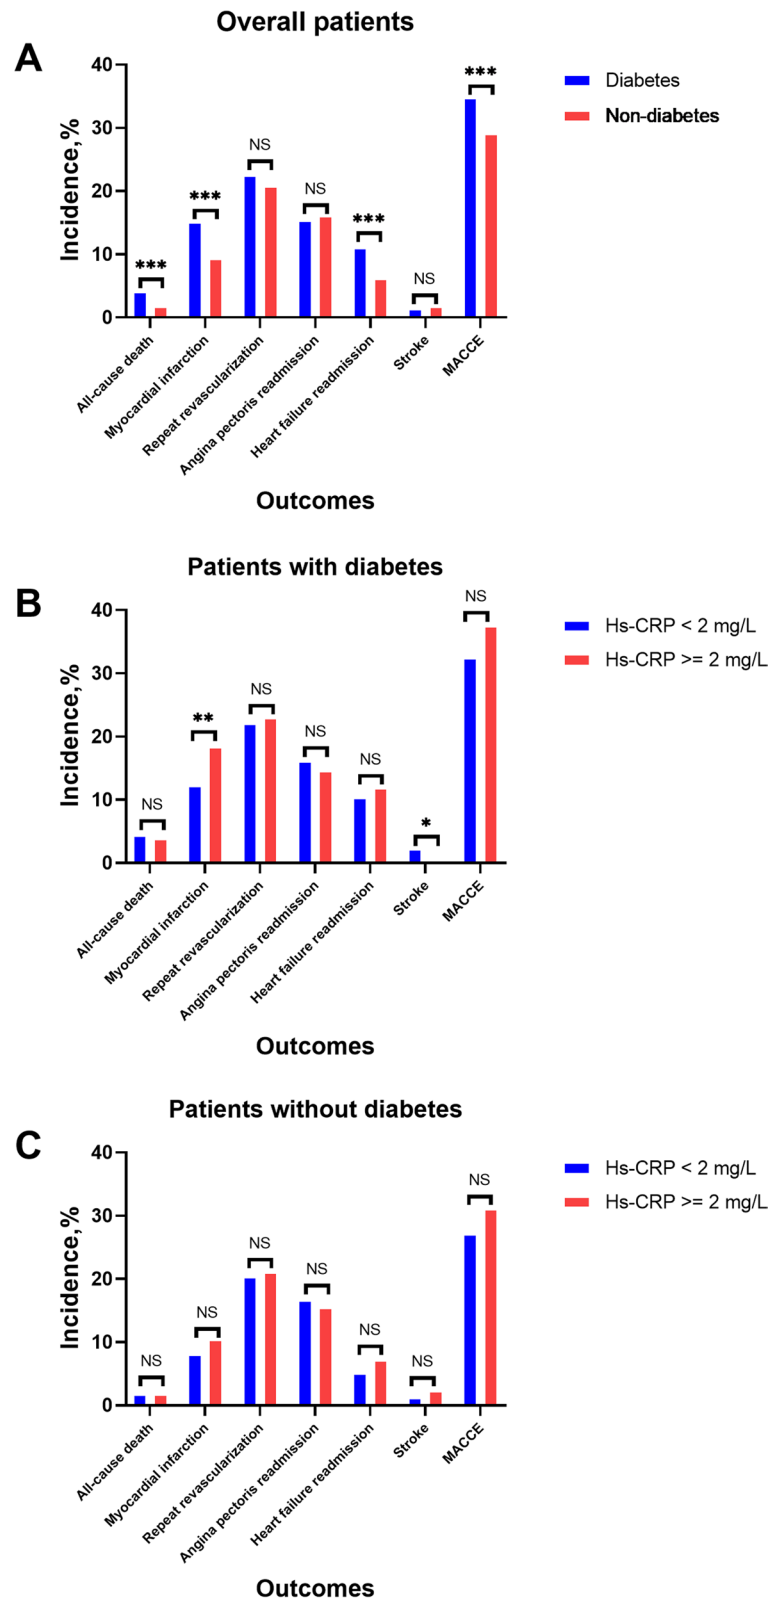 Overall patients
A
40
30
20
10
0
Incidence,%
***
***
NS
NS
***
NS
***
Diabetes
Non-diabetes
All-cause death
Myocardial infarction
Repeat revascularization
Angina pectoris readmission
Heart failure readmission
Stroke
MACCE
Outcomes
Patients with diabetes
B
40
30
20
10
0
Incidence,%
NS
**
NS
NS
NS
*
NS
Hs-CRP < 2 mg/L
Hs-CRP >= 2 mg/L
All-cause death
Myocardial infarction
Repeat revascularization
Angina pectoris readmission
Heart failure readmission
Stroke
MACCE
Outcomes
Patients without diabetes
C
40
30
20
10
0
Incidence,%
NS
NS
NS
NS
NS
NS
NS
Hs-CRP < 2 mg/L
Hs-CRP >= 2 mg/L
All-cause death
Myocardial infarction
Repeat revascularization
Angina pectoris readmission
Heart failure readmission
Stroke
MACCE
Outcomes